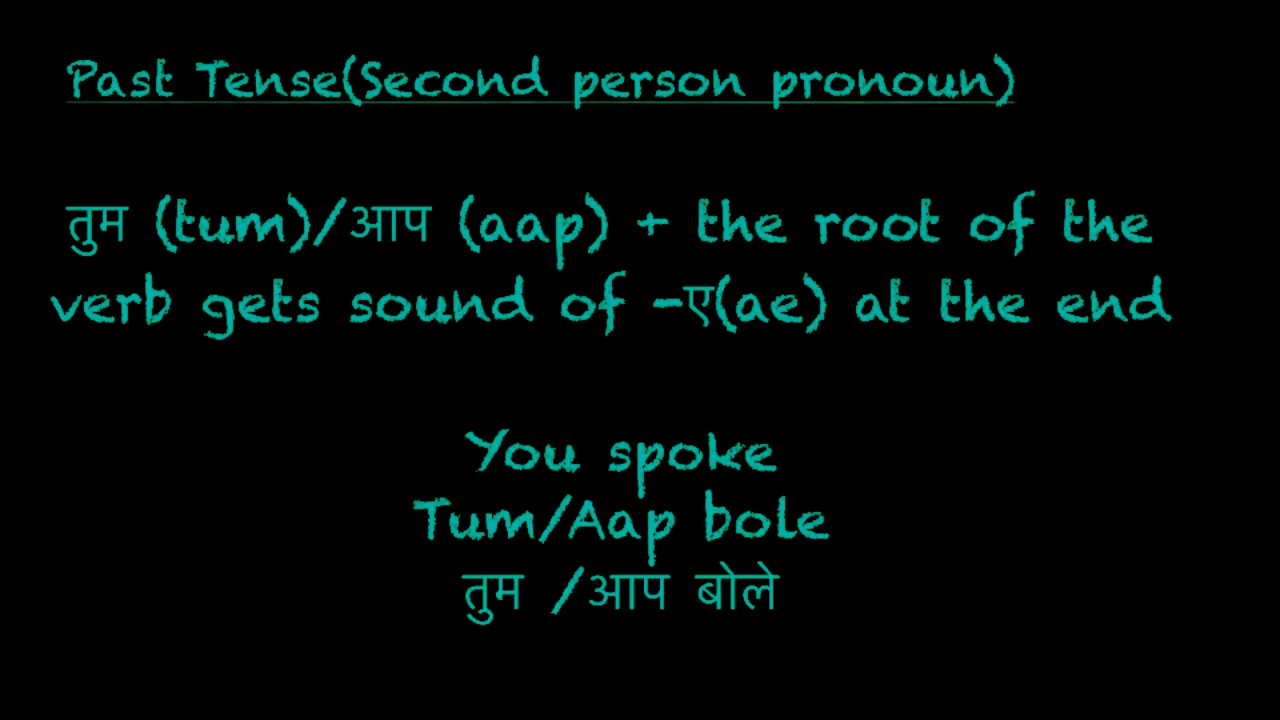 Past Tense(Second person pronoun)
तुम (tum)/आप (aap) + the root of the
verb gets sound of -ए(ae) at the end
You spoke
Tum/Aap bole
तुम /आप बोले